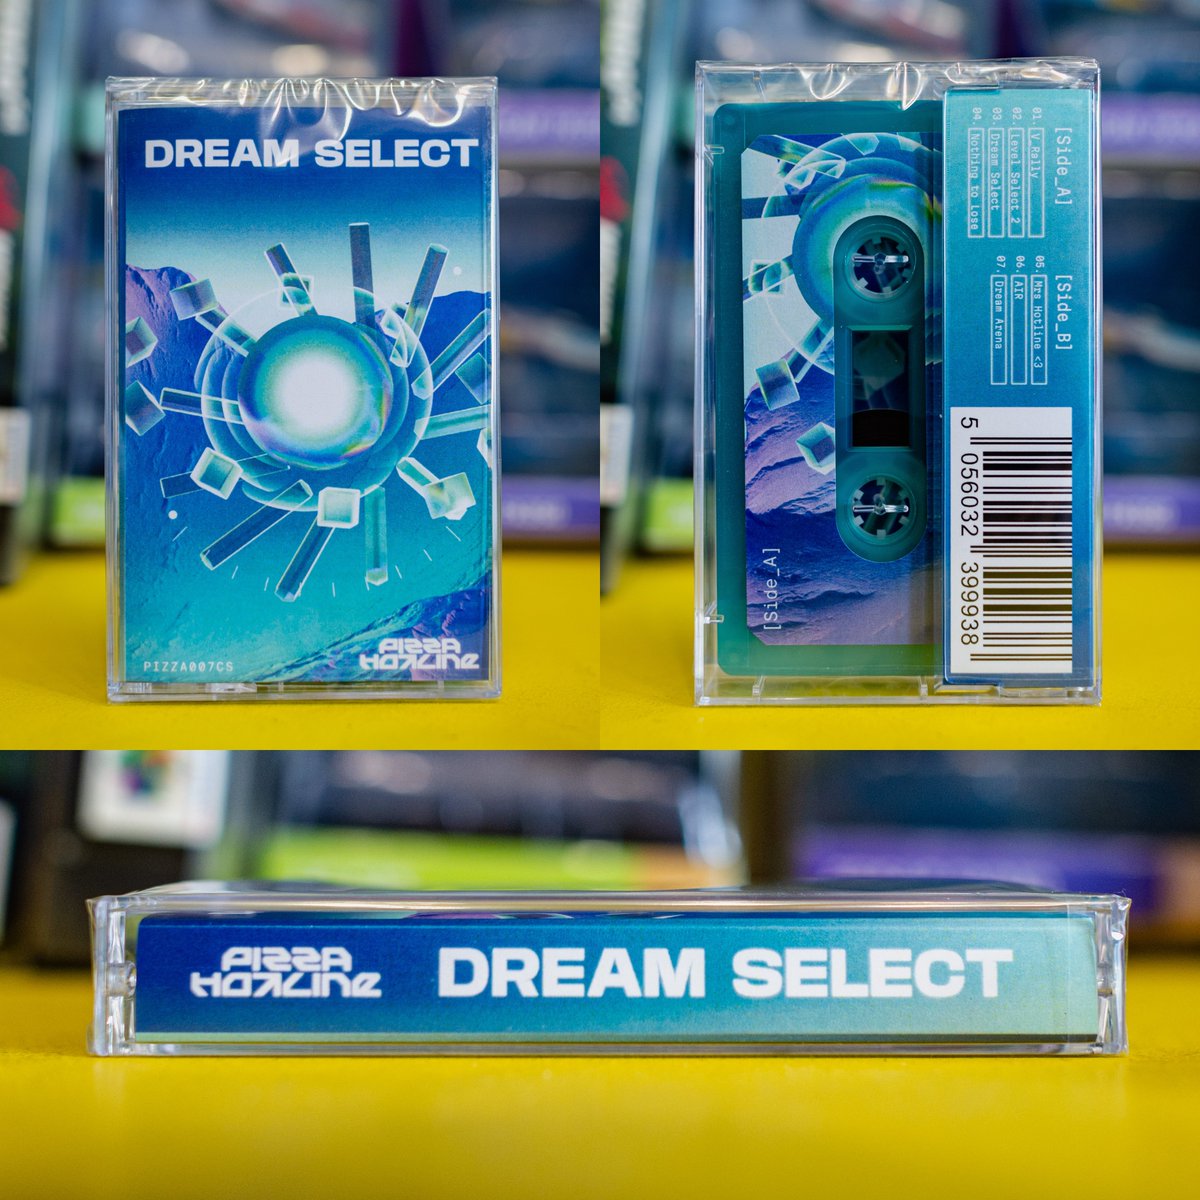 DREAM SELECT
PIZZA007CS
PIZZA
HOTLINE
[Side_A]
01. V.Rally
02. Level Select 2
03. Dream Select
04. Nothing to Lose
[Side_B]
05. Mrs Hotline <3
06. AIR
07. Dream Arena
5 056032 399938
[Side_A]
PIZZA
HOTLINE
DREAM SELECT